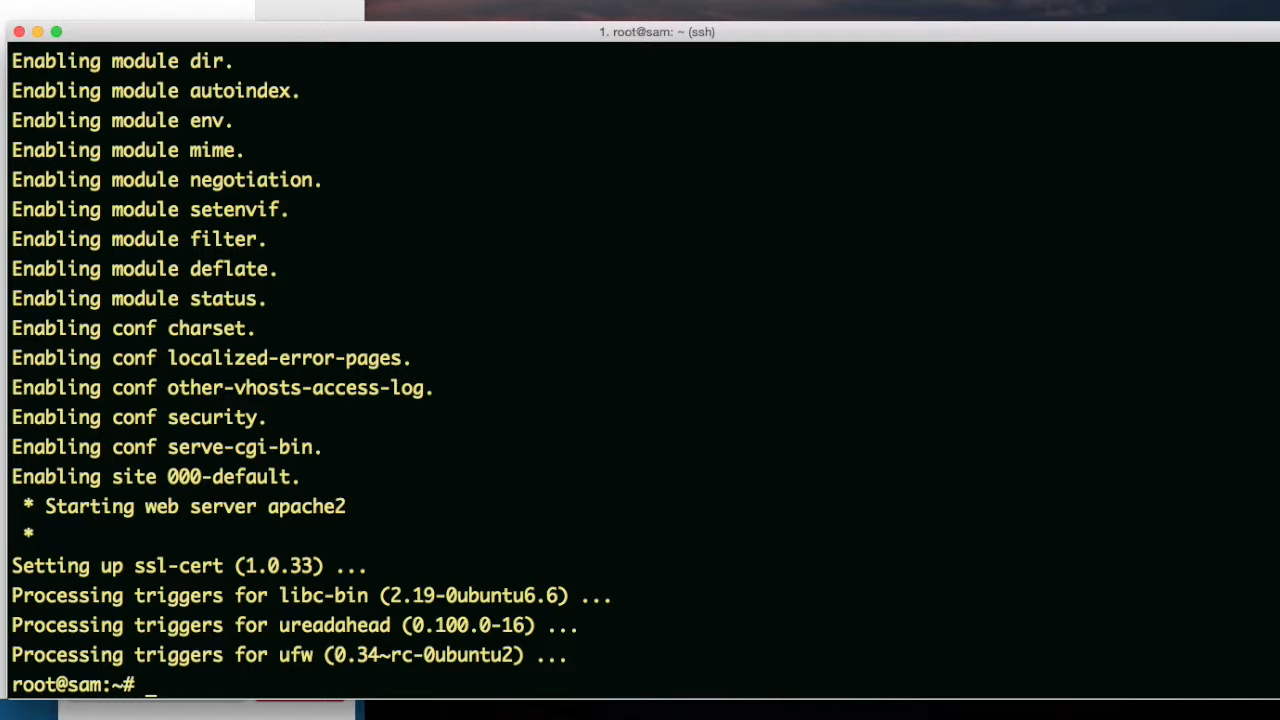 1. root@sam: ~ (ssh)
Enabling module dir.
Enabling module autoindex.
Enabling module env.
Enabling module mime.
Enabling module negotiation.
Enabling module setenvif.
Enabling module filter.
Enabling module deflate.
Enabling module status.
Enabling conf charset.
Enabling conf localized-error-pages.
Enabling conf other-vhosts-access-log.
Enabling conf security.
Enabling conf serve-cgi-bin.
Enabling site 000-default.
 * Starting web server apache2
 *
Setting up ssl-cert (1.0.33) ...
Processing triggers for libc-bin (2.19-0ubuntu6.6) ...
Processing triggers for ureadahead (0.100.0-16) ...
Processing triggers for ufw (0.34~rc-0ubuntu2) ...
root@sam:~# _